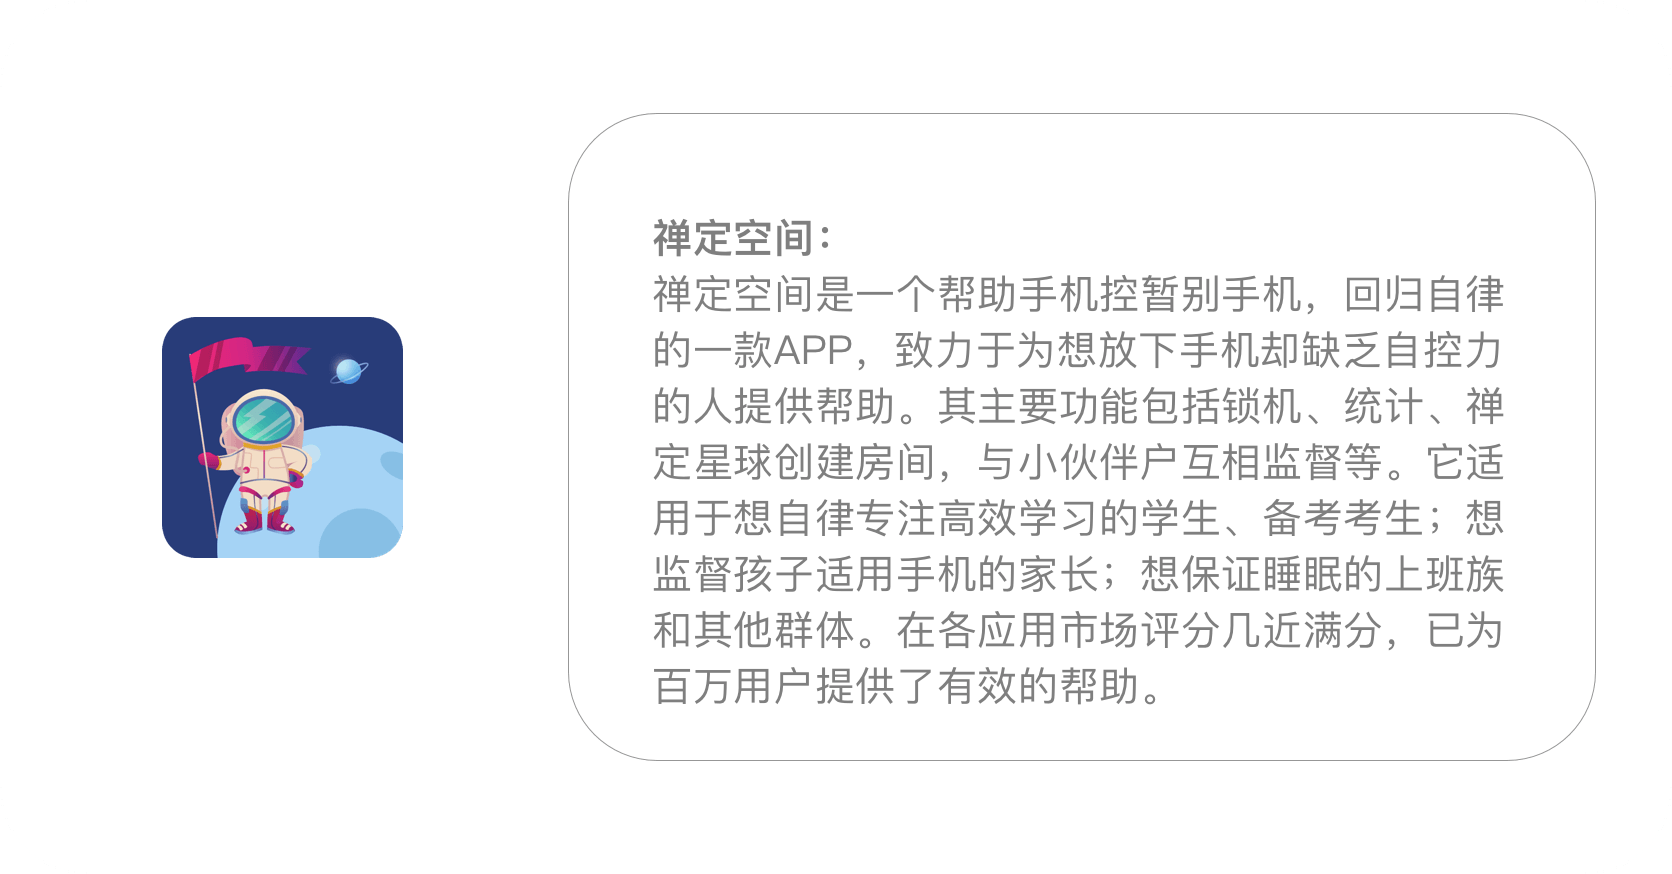 禅定空间：
禅定空间是一个帮助手机控暂别手机，回归自律
的一款APP，致力于为想放下手机却缺乏自控力
的人提供帮助。其主要功能包括锁机、统计、禅
定星球创建房间，与小伙伴户互相监督等。它适
用于想自律专注高效学习的学生、备考考生；想
监督孩子适用手机的家长；想保证睡眠的上班族
和其他群体。在各应用市场评分几近满分，已为
百万用户提供了有效的帮助。